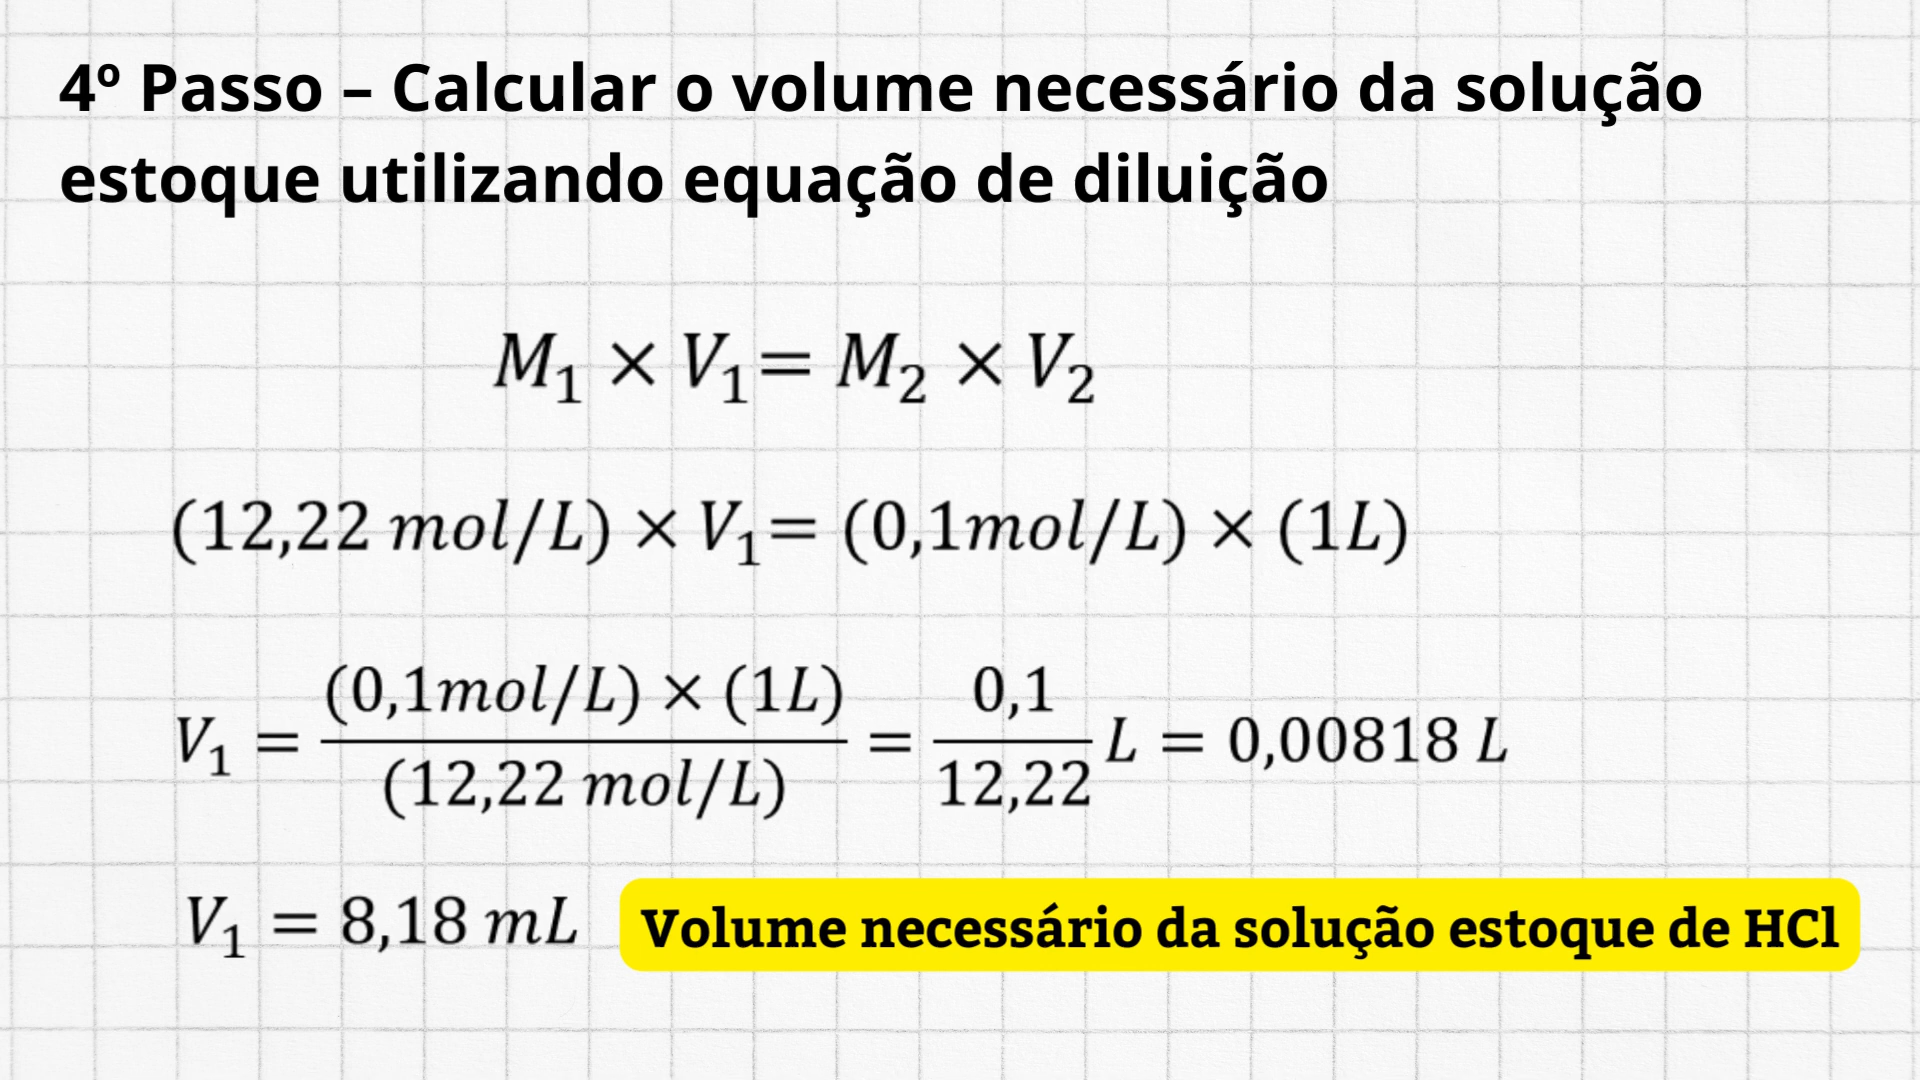 4º Passo – Calcular o volume necessário da solução
estoque utilizando equação de diluição
M₁ × V₁= M₂ × V₂
(12,22 mol/L) × V₁= (0,1mol/L) × (1L)
V₁ = (0,1mol/L) × (1L) / (12,22 mol/L) = 0,1 / 12,22 L = 0,00818 L
V₁ = 8,18 mL Volume necessário da solução estoque de HCl